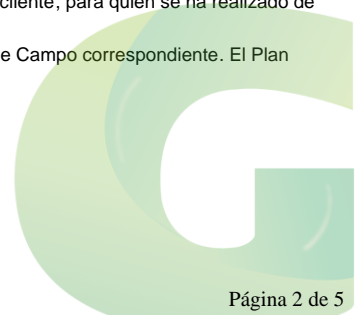 cliente, para quien se ha realizado de
e Campo correspondiente. El Plan
Página 2 de 5